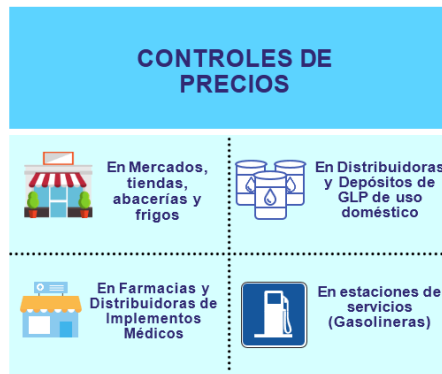 CONTROLES DE
PRECIOS
En Mercados,
tiendas,
abacerías y
frigos
En Distribuidoras
y Depósitos de
GLP de uso
doméstico
En Farmacias y
Distribuidoras de
Implementos
Médicos
En estaciones de
servicios
(Gasolineras)